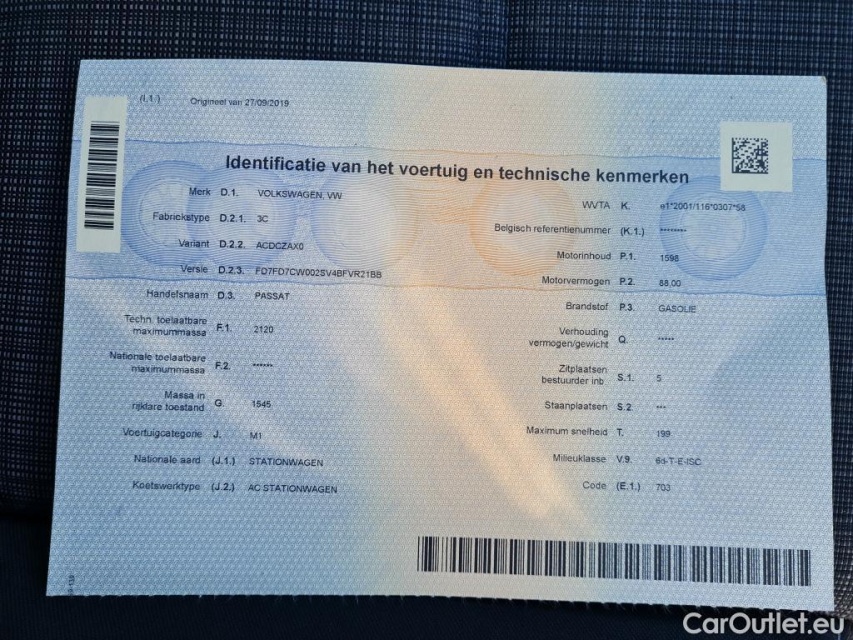 (I.1.) Origineel van 27/09/2019
Identificatie van het voertuig en technische kenmerken
Merk D.1. VOLKSWAGEN, VW
Fabriekstype D.2.1. 3C
Variant D.2.2. ACDCZAX0
Versie D.2.3. FD7FD7CW002SV4BFVR21BB
Handelsnaam D.3. PASSAT
Techn. toelaatbare
maximummassa F.1. 2120
Nationale toelaatbare
maximummassa F.2. ******
Massa in
rijklare toestand G. 1545
Voertuigcategorie J. M1
Nationale aard (J.1.) STATIONWAGEN
Koetswerktype (J.2.) AC STATIONWAGEN
WVTA K. e1*2001/116*0307*58
Belgisch referentienummer (K.1.) ********
Motorinhoud P.1. 1598
Motorvermogen P.2. 88.00
Brandstof P.3. GASOLIE
Verhouding
vermogen/gewicht Q. *****
Zitplaatsen
bestuurder inb. S.1. 5
Staanplaatsen S.2. ***
Maximum snelheid T. 199
Milieuklasse V.9. 6d-T-E-ISC
Code (E.1.) 703
CarOutlet.eu